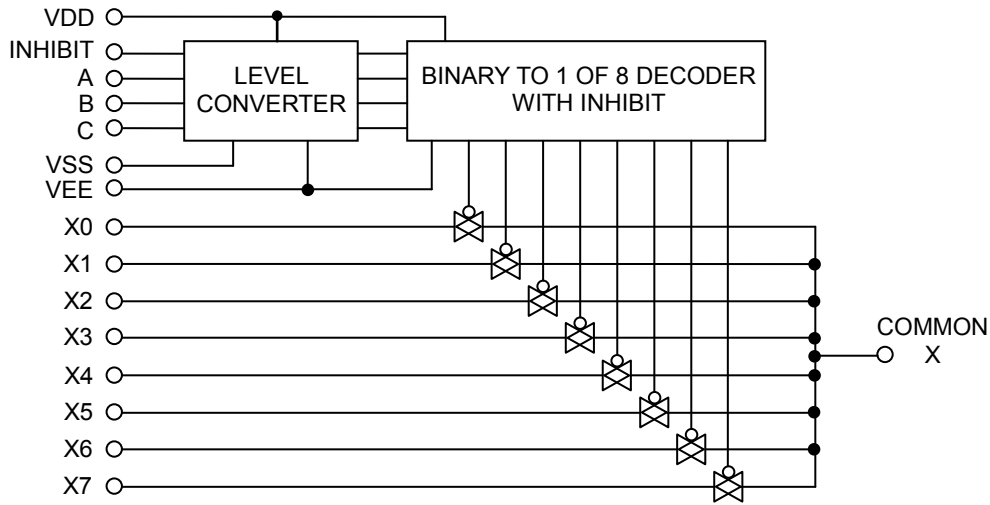 VDD
INHIBIT
A
B
C
VSS
VEE
LEVEL
CONVERTER
BINARY TO 1 OF 8 DECODER
WITH INHIBIT
X0
X1
X2
X3
X4
X5
X6
X7
COMMON
X